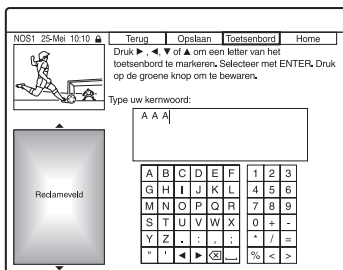 NOS1 25-Mei 10:10
Terug Opslaan Toetsenbord Home
Druk ►, ◄, ▼ of ▲ om een letter van het
toetsenbord te markeren. Selecteer met ENTER. Druk
op de groene knop om te bewaren.
Type uw kernwoord:
A A A
Reclameveld
A B C D E F 1 2 3
G H I J K L 4 5 6
M N O P Q R 7 8 9
S T U V W X 0 + -
Y Z . : , ; * / =
" ' ◄ ► ⌫ ⎵ % < >